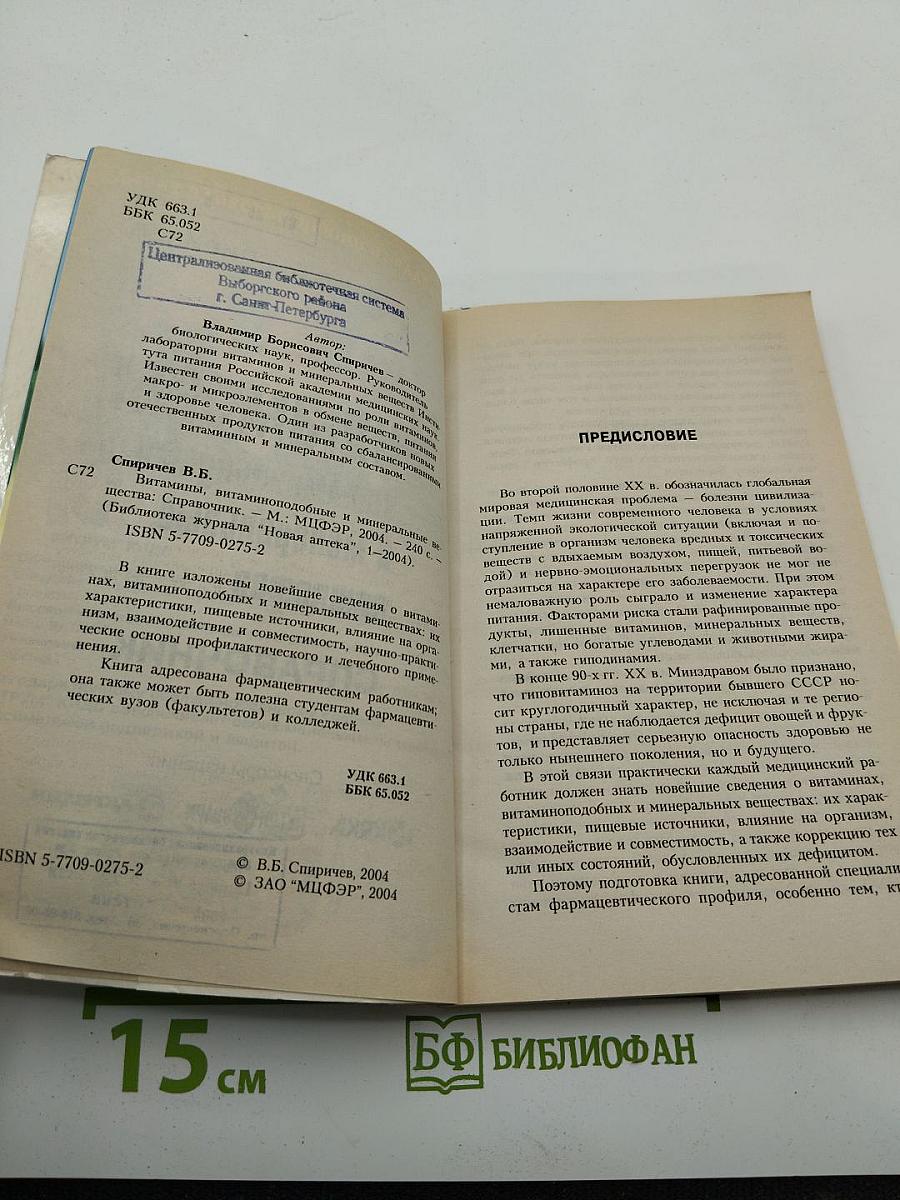 УДК 663.1
ББК 65.052
С72
Централизованная библиотечная система
Выборгского района
г. Санкт-Петербурга
Автор:
Владимир Борисович Спиричев – доктор
биологических наук, профессор. Руководитель
лаборатории витаминов и минеральных веществ Инсти-
тута питания Российской академии медицинских наук.
Известен своими исследованиями по роли витаминов,
макро- и микроэлементов в обмене веществ, питании
и здоровье человека. Один из разработчиков новых
отечественных продуктов питания со сбалансированным
витаминным и минеральным составом.
Спиричев В.Б.
С72
Витамины, витаминоподобные и минеральные ве-
щества: Справочник. – М.: МЦФЭР, 2004. – 240 с. –
(Библиотека журнала "Новая аптека", 1–2004).
ISBN 5-7709-0275-2
В книге изложены новейшие сведения о витами-
нах, витаминоподобных и минеральных веществах: их
характеристики, пищевые источники, влияние на орга-
низм, взаимодействие и совместимость, научно-практи-
ческие основы профилактического и лечебного приме-
нения.
Книга адресована фармацевтическим работникам;
она также может быть полезна студентам фармацевти-
ческих вузов (факультетов) и колледжей.
УДК 663.1
ББК 65.052
ISBN 5-7709-0275-2
© В.Б. Спиричев, 2004
© ЗАО "МЦФЭР", 2004
ПРЕДИСЛОВИЕ
Во второй половине XX в. обозначилась глобальная
мировая медицинская проблема – болезни цивилиза-
ции. Темп жизни современного человека в условиях
напряженной экологической ситуации (включая и по-
ступление в организм человека вредных и токсических
веществ с вдыхаемым воздухом, пищей, питьевой во-
дой) и нервно-эмоциональных перегрузок не мог не
отразиться на характере его заболеваемости. При этом
немаловажную роль сыграло и изменение характера
питания. Факторами риска стали рафинированные про-
дукты, лишенные витаминов, минеральных веществ,
клетчатки, но богатые углеводами и животными жира-
ми, а также гиподинамия.
В конце 90-х гг. XX в. Минздравом было признано,
что гиповитаминоз на территории бывшего СССР но-
сит круглогодичный характер, не исключая и те регио-
ны страны, где не наблюдается дефицит овощей и фрук-
тов, и представляет серьезную опасность здоровью не
только нынешнего поколения, но и будущего.
В этой связи практически каждый медицинский ра-
ботник должен знать новейшие сведения о витаминах,
витаминоподобных и минеральных веществах: их харак-
теристики, пищевые источники, влияние на организм,
взаимодействие и совместимость, а также коррекцию тех
или иных состояний, обусловленных их дефицитом.
Поэтому подготовка книги, адресованной специали
стам фармацевтического профиля, особенно тем, кт
15 см
БФ БИБЛИОФАН